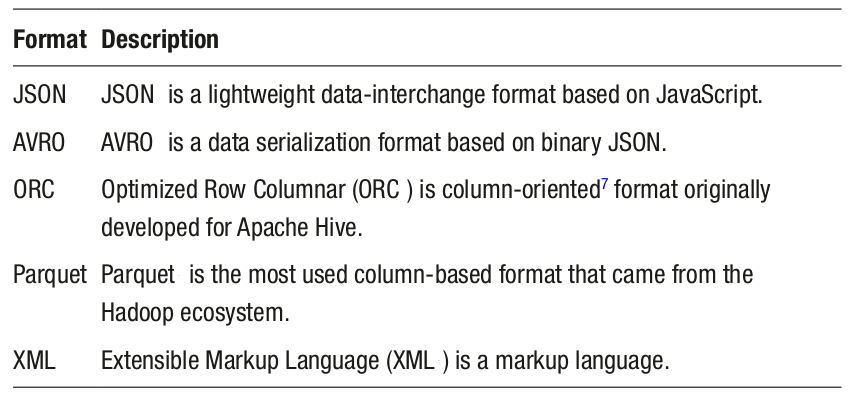 Format Description
JSON JSON is a lightweight data-interchange format based on JavaScript.
AVRO AVRO is a data serialization format based on binary JSON.
ORC Optimized Row Columnar (ORC ) is column-oriented7 format originally
developed for Apache Hive.
Parquet Parquet is the most used column-based format that came from the
Hadoop ecosystem.
XML Extensible Markup Language (XML ) is a markup language.